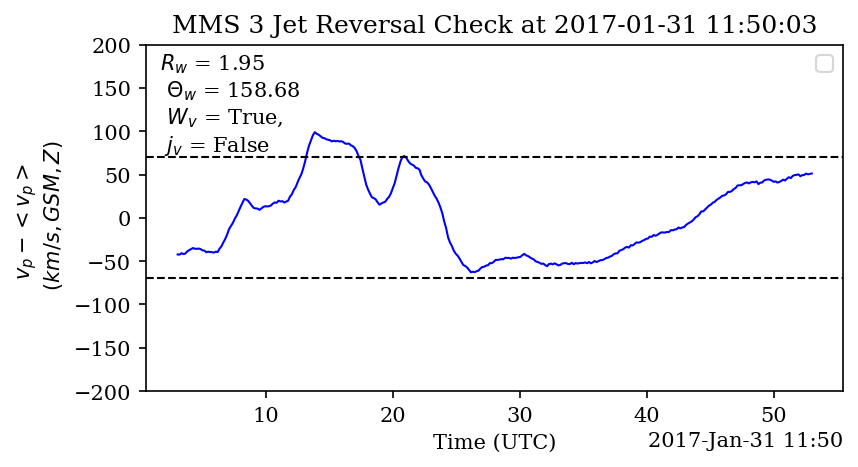 MMS 3 Jet Reversal Check at 2017-01-31 11:50:03
200
150
100
50
0
−50
−100
−150
−200
v_p − < v_p >
(km/s, GSM, Z)
R_w = 1.95
Θ_w = 158.68
W_v = True,
j_v = False
10
20
30
40
50
Time (UTC)
2017-Jan-31 11:50